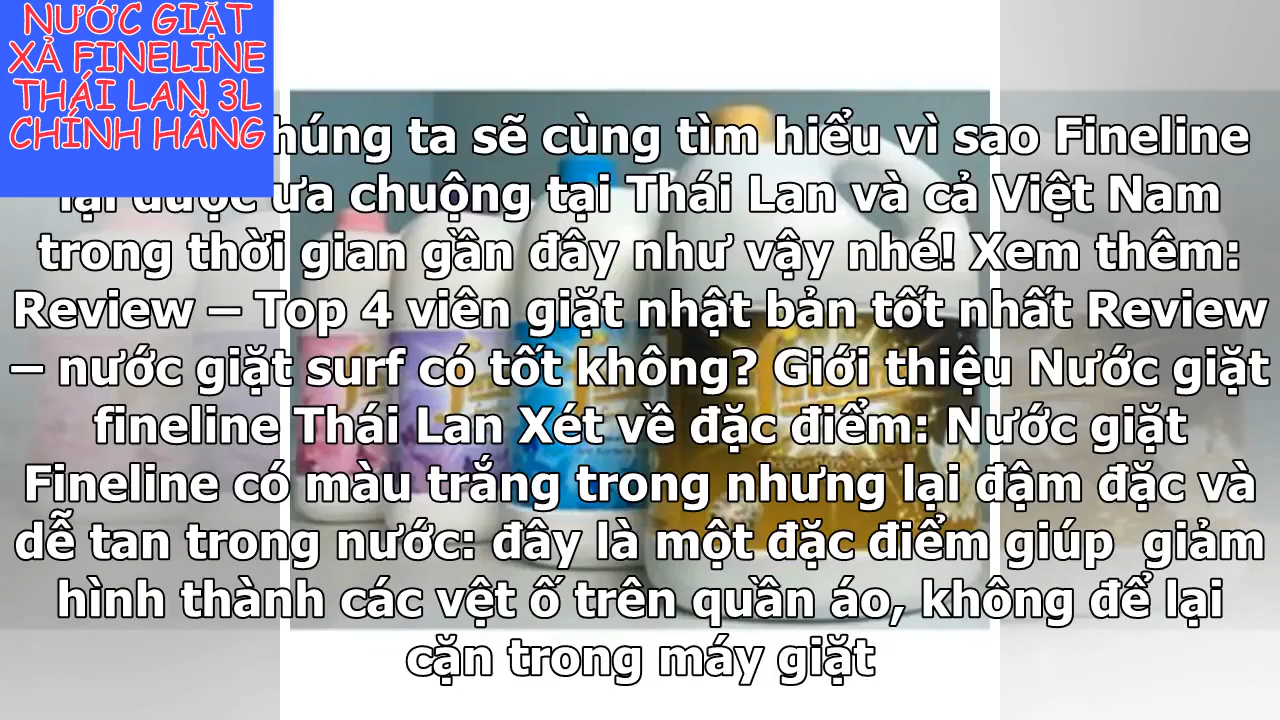 NƯỚC GIẶT
XẢ FINELINE
THÁI LAN 3L
CHÍNH HÃNG
húng ta sẽ cùng tìm hiểu vì sao Fineline
lại được ưa chuộng tại Thái Lan và cả Việt Nam
trong thời gian gần đây như vậy nhé! Xem thêm:
Review – Top 4 viên giặt nhật bản tốt nhất Review
– nước giặt surf có tốt không? Giới thiệu Nước giặt
fineline Thái Lan Xét về đặc điểm: Nước giặt
Fineline có màu trắng trong nhưng lại đậm đặc và
dễ tan trong nước: đây là một đặc điểm giúp  giảm
hình thành các vệt ố trên quần áo, không để lại
cặn trong máy giặt